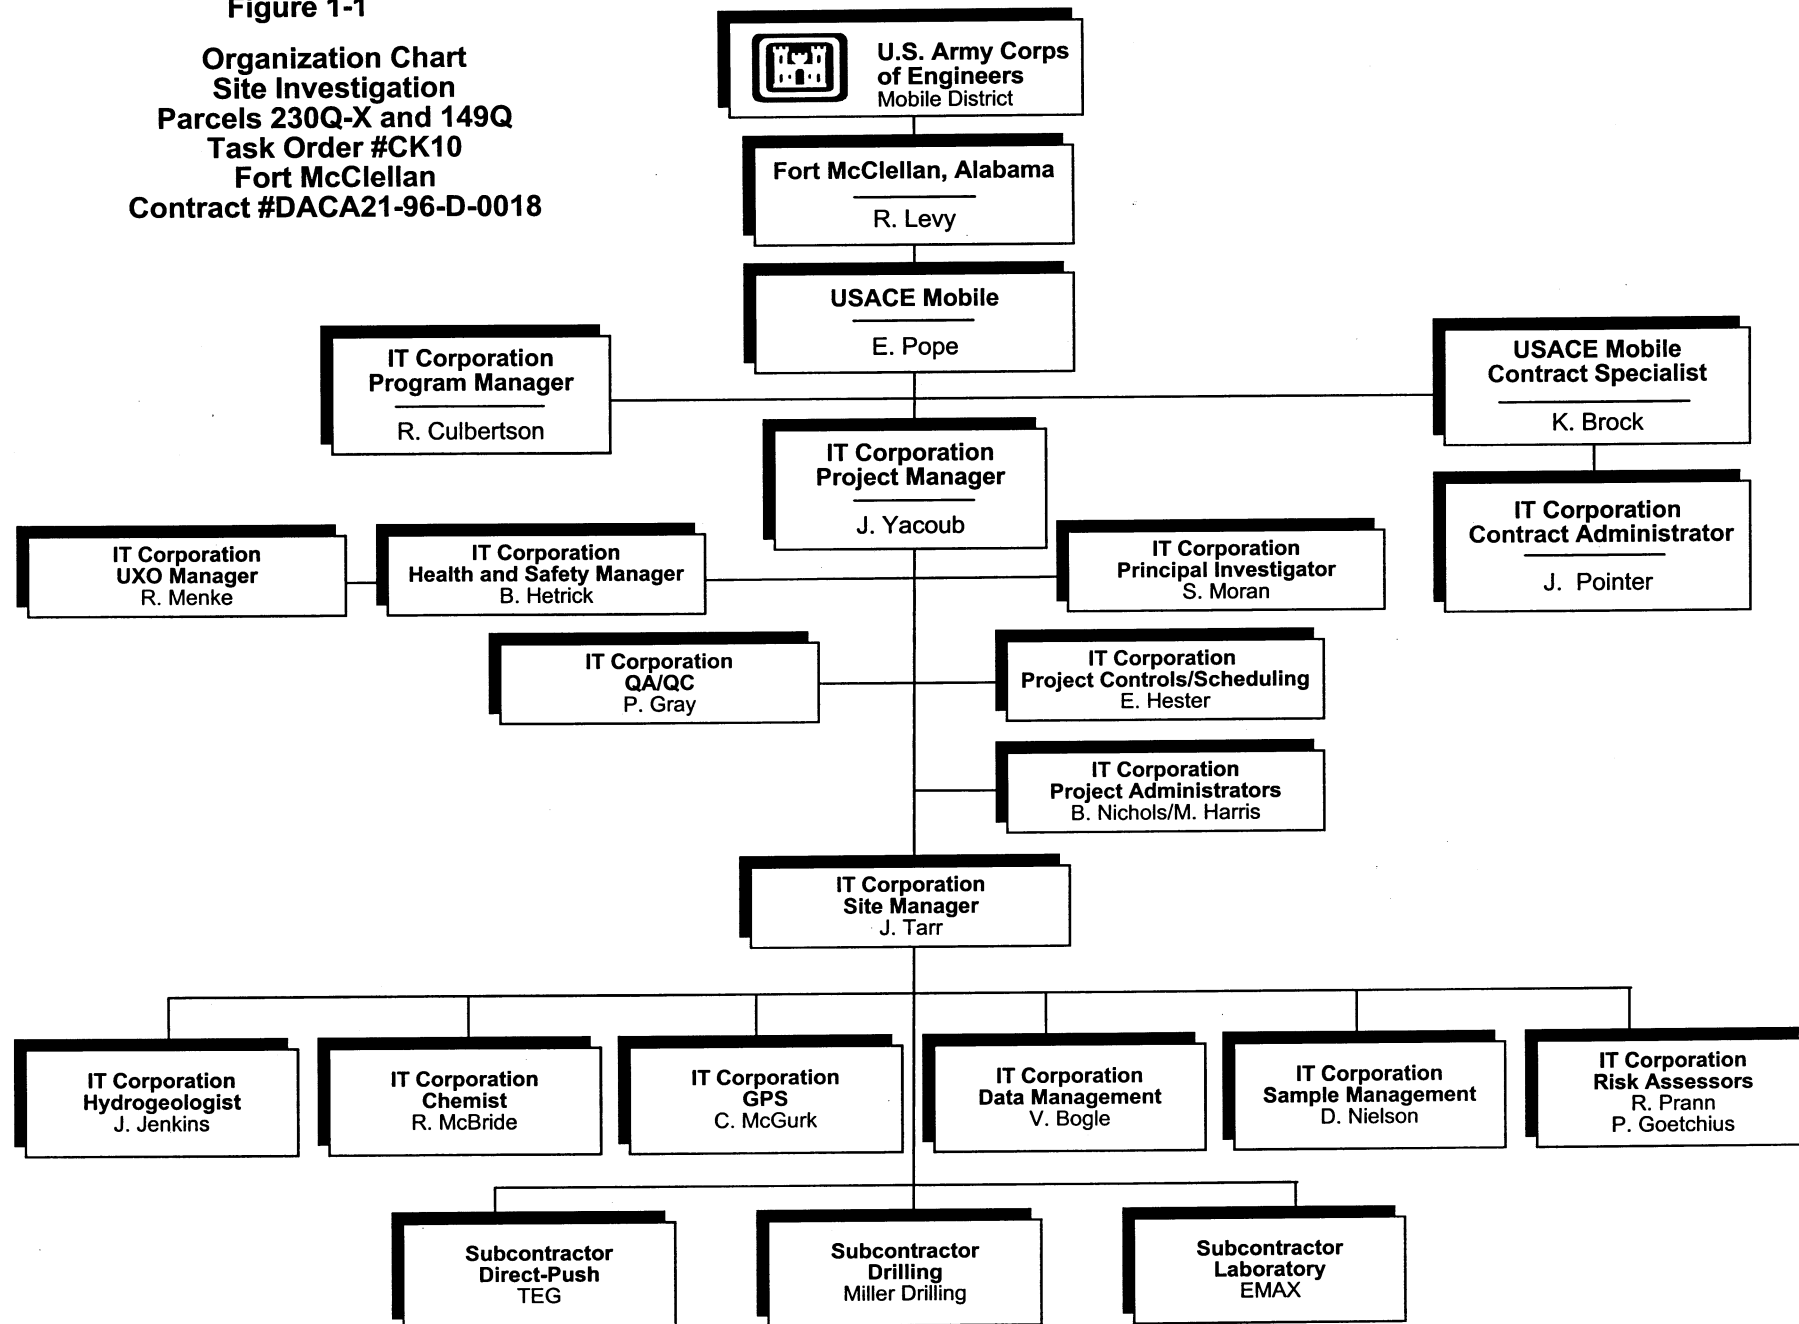 Figure 1-1
Organization Chart
Site Investigation
Parcels 230Q-X and 149Q
Task Order #CK10
Fort McClellan
Contract #DACA21-96-D-0018
U.S. Army Corps
of Engineers
Mobile District
Fort McClellan, Alabama
R. Levy
USACE Mobile
E. Pope
IT Corporation
Program Manager
R. Culbertson
USACE Mobile
Contract Specialist
K. Brock
IT Corporation
Project Manager
J. Yacoub
IT Corporation
Contract Administrator
J. Pointer
IT Corporation
UXO Manager
R. Menke
IT Corporation
Health and Safety Manager
B. Hetrick
IT Corporation
Principal Investigator
S. Moran
IT Corporation
QA/QC
P. Gray
IT Corporation
Project Controls/Scheduling
E. Hester
IT Corporation
Project Administrators
B. Nichols/M. Harris
IT Corporation
Site Manager
J. Tarr
IT Corporation
Hydrogeologist
J. Jenkins
IT Corporation
Chemist
R. McBride
IT Corporation
GPS
C. McGurk
IT Corporation
Data Management
V. Bogle
IT Corporation
Sample Management
D. Nielson
IT Corporation
Risk Assessors
R. Prann
P. Goetchius
Subcontractor
Direct-Push
TEG
Subcontractor
Drilling
Miller Drilling
Subcontractor
Laboratory
EMAX